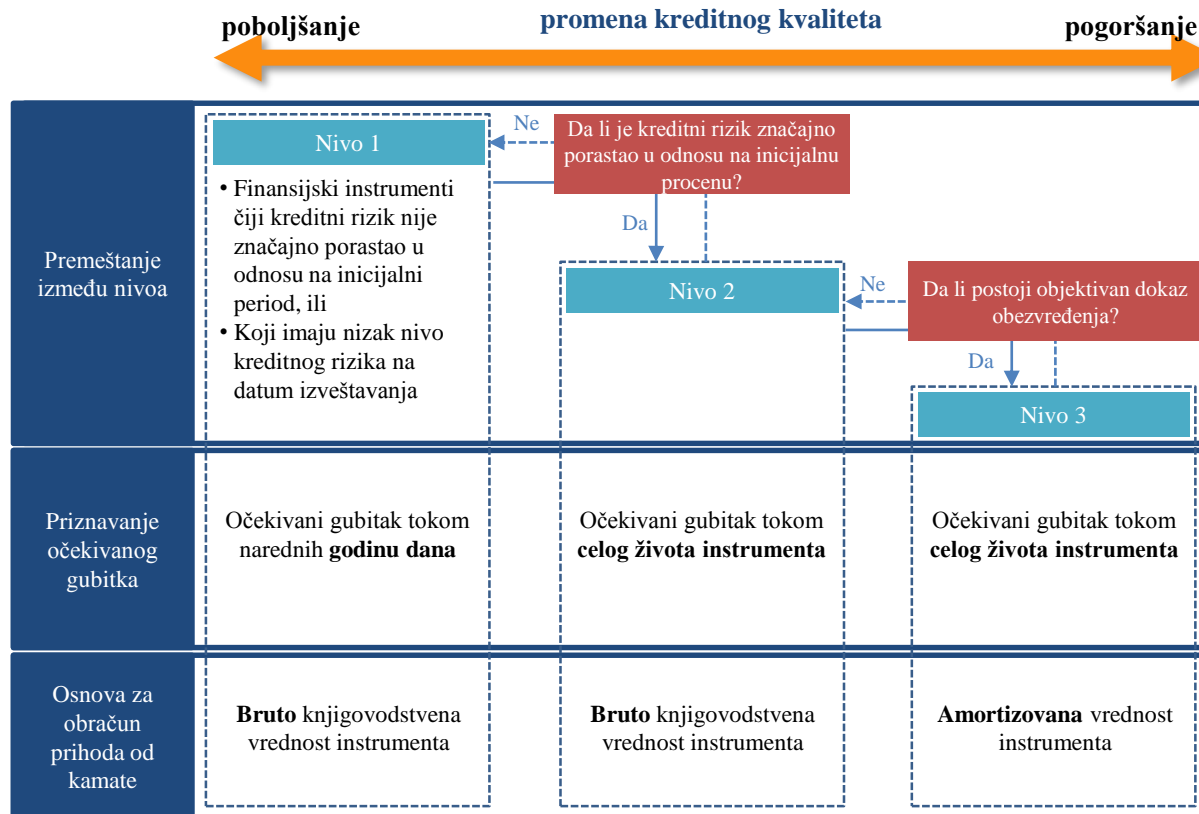 promena kreditnog kvaliteta
poboljšanje
pogoršanje
Premeštanje
između nivoa
Nivo 1
• Finansijski instrumenti
čiji kreditni rizik nije
značajno porastao u
odnosu na inicijalni
period, ili
• Koji imaju nizak nivo
kreditnog rizika na
datum izveštavanja
Ne
Da li je kreditni rizik značajno
porastao u odnosu na inicijalnu
procenu?
Da
Nivo 2
Ne
Da li postoji objektivan dokaz
obezvređenja?
Da
Nivo 3
Priznavanje
očekivanog
gubitka
Očekivani gubitak tokom
narednih godinu dana
Očekivani gubitak tokom
celog života instrumenta
Očekivani gubitak tokom
celog života instrumenta
Osnova za
obračun
prihoda od
kamate
Bruto knjigovodstvena
vrednost instrumenta
Bruto knjigovodstvena
vrednost instrumenta
Amortizovana vrednost
instrumenta